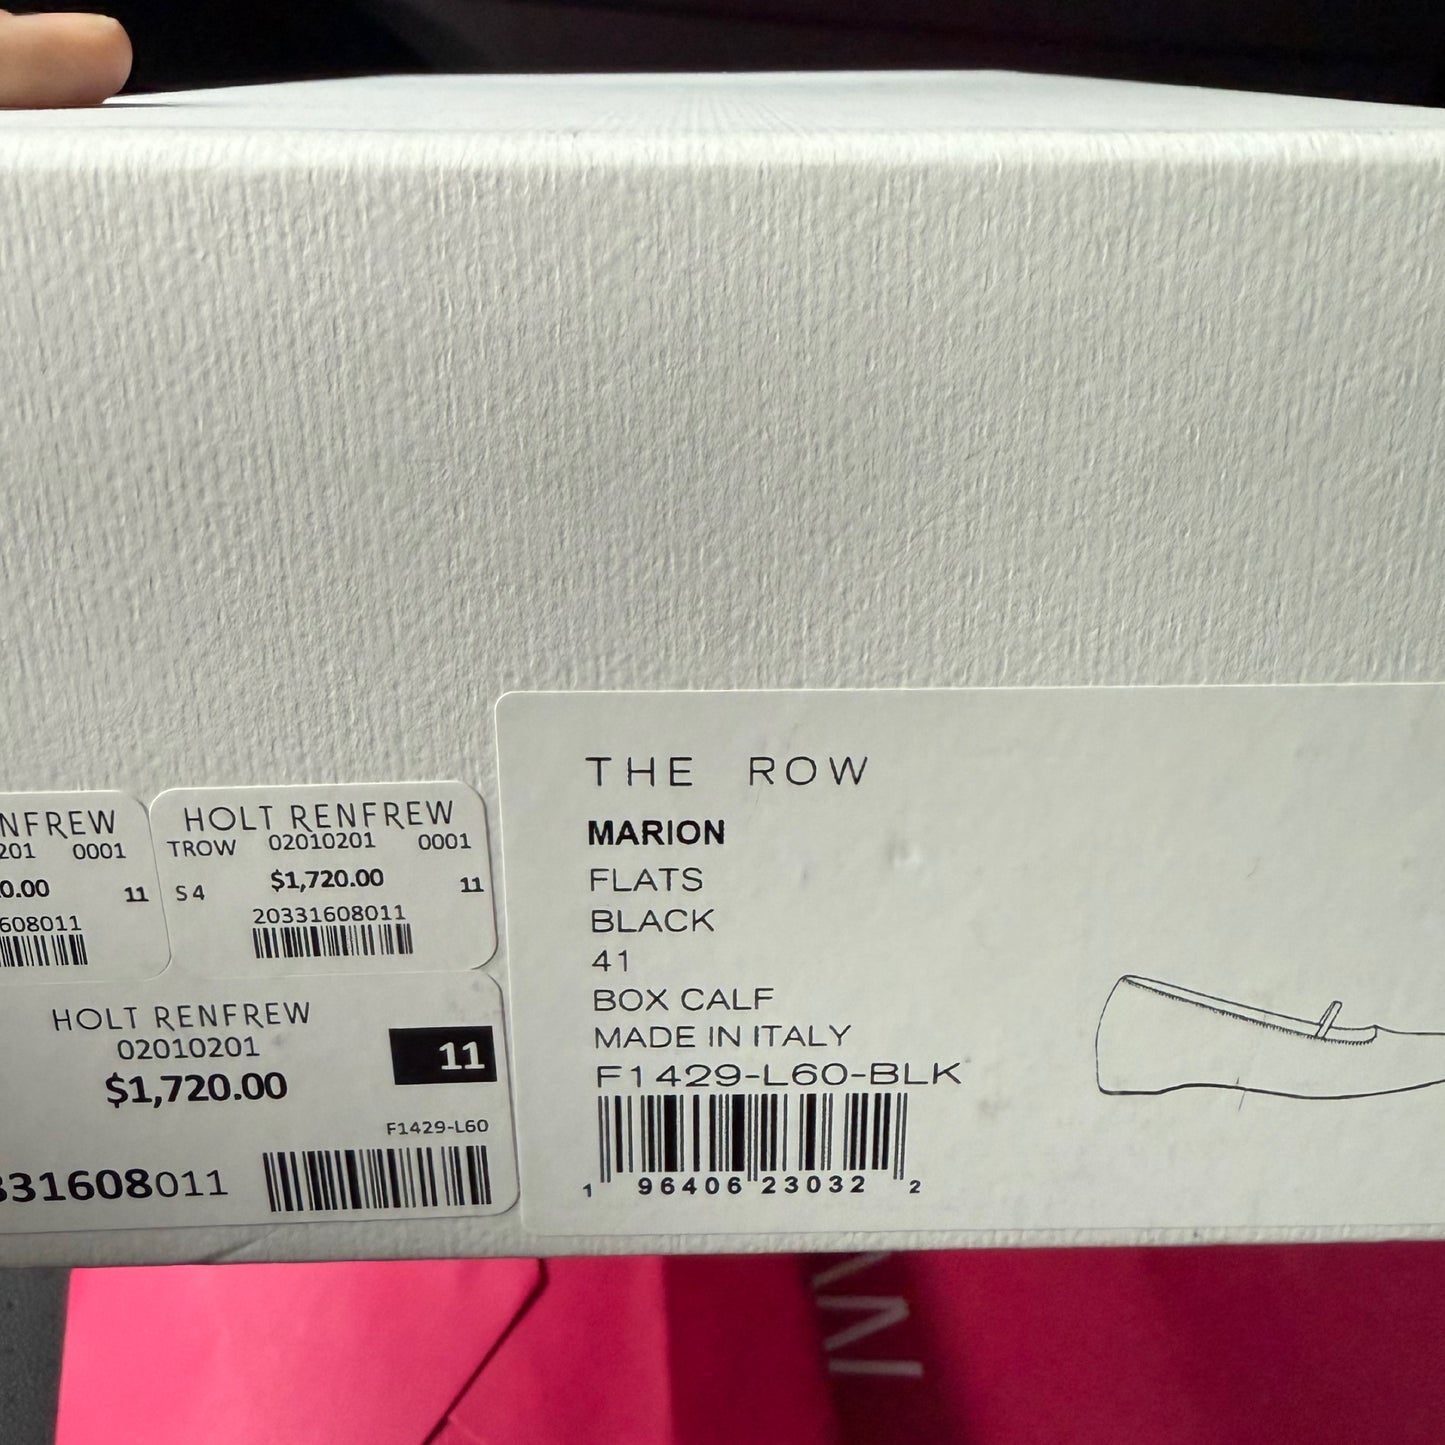 NFREW
201 0001
0.00 11
608011
HOLT RENFREW
TROW 02010201 0001
S 4 $1,720.00 11
20331608011
HOLT RENFREW
02010201
$1,720.00
11
F1429-L60
331608011
THE ROW
MARION
FLATS
BLACK
41
BOX CALF
MADE IN ITALY
F1429-L60-BLK
1 96406 23032 2